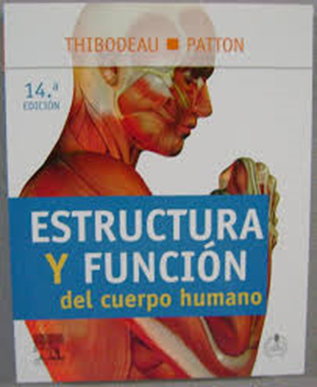 THIBODEAU ■ PATTON
14.ª
EDICIÓN
ESTRUCTURA
Y FUNCIÓN
del cuerpo humano